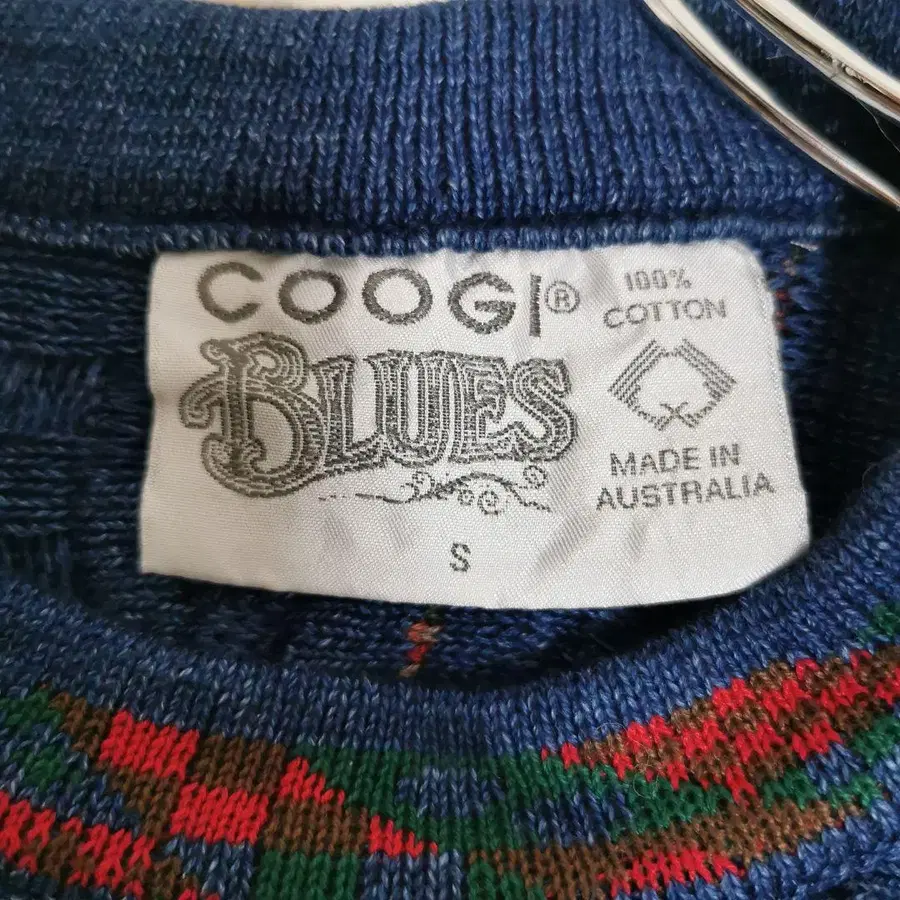 COOGI®
BLUES
S
100%
COTTON
MADE IN
AUSTRALIA